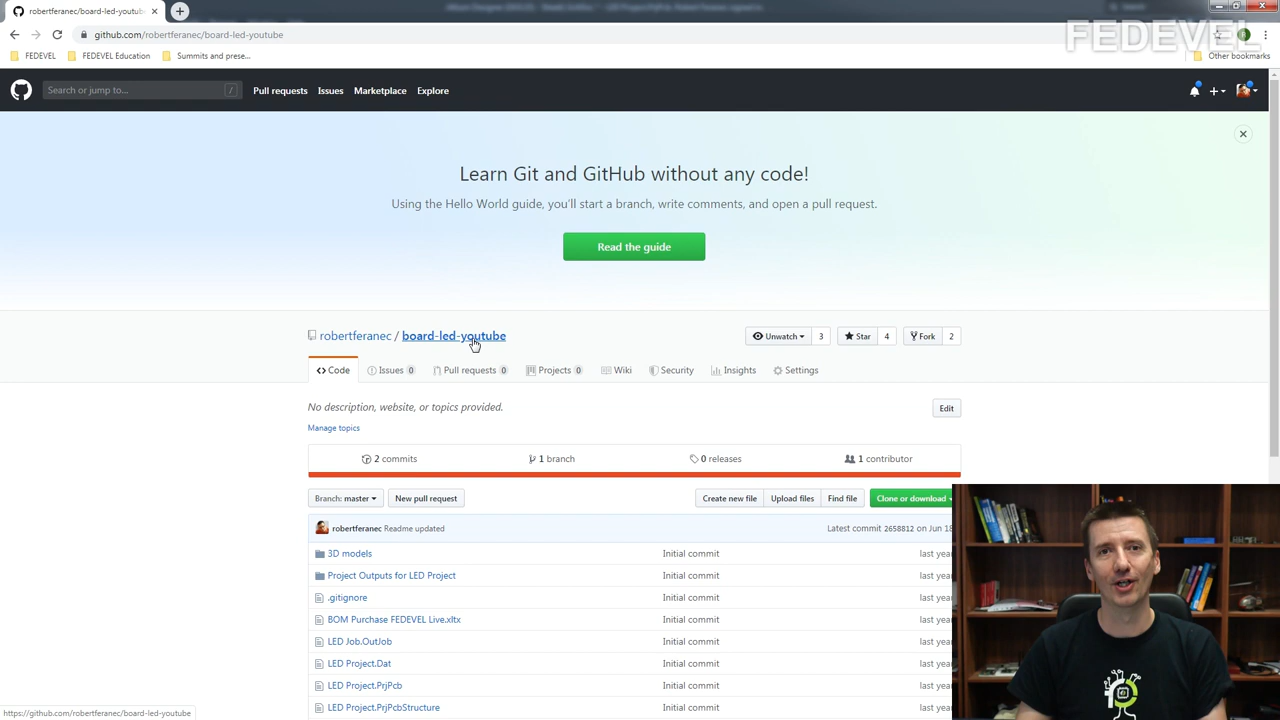 robertferanec/board-led-youtube
FEDEVEL
github.com/robertferanec/board-led-youtube
FEDEVEL
FEDEVEL Education
Summits and prese...
Other bookmarks
Search or jump to...
/
Pull requests
Issues
Marketplace
Explore
Learn Git and GitHub without any code!
Using the Hello World guide, you'll start a branch, write comments, and open a pull request.
Read the guide
robertferanec / board-led-youtube
Unwatch 3
Star 4
Fork 2
Code
Issues 0
Pull requests 0
Projects 0
Wiki
Security
Insights
Settings
No description, website, or topics provided.
Edit
Manage topics
2 commits
1 branch
0 releases
1 contributor
Branch: master
New pull request
Create new file
Upload files
Find file
Clone or download
robertferanec Readme updated
Latest commit 2658812 on Jun 18
3D models
Initial commit
last year
Project Outputs for LED Project
Initial commit
last yea
.gitignore
Initial commit
last yea
BOM Purchase FEDEVEL Live.xltx
Initial commit
last yea
LED Job.OutJob
Initial commit
last yea
LED Project.Dat
Initial commit
last yea
LED Project.PrjPcb
Initial commit
last yea
LED Project.PrjPcbStructure
Initial commit
last yea
https://github.com/robertferanec/board-led-youtube